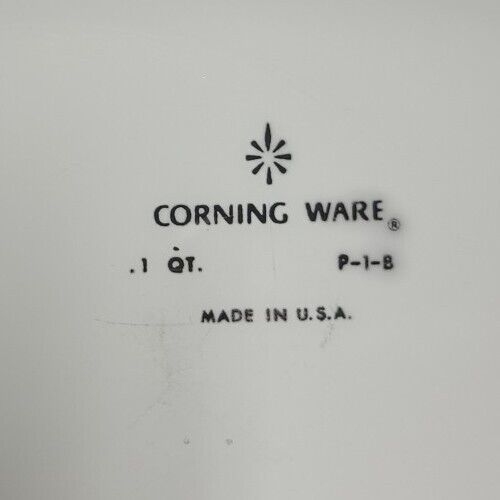 CORNING WARE®
.1 QT. P-1-B
MADE IN U.S.A.